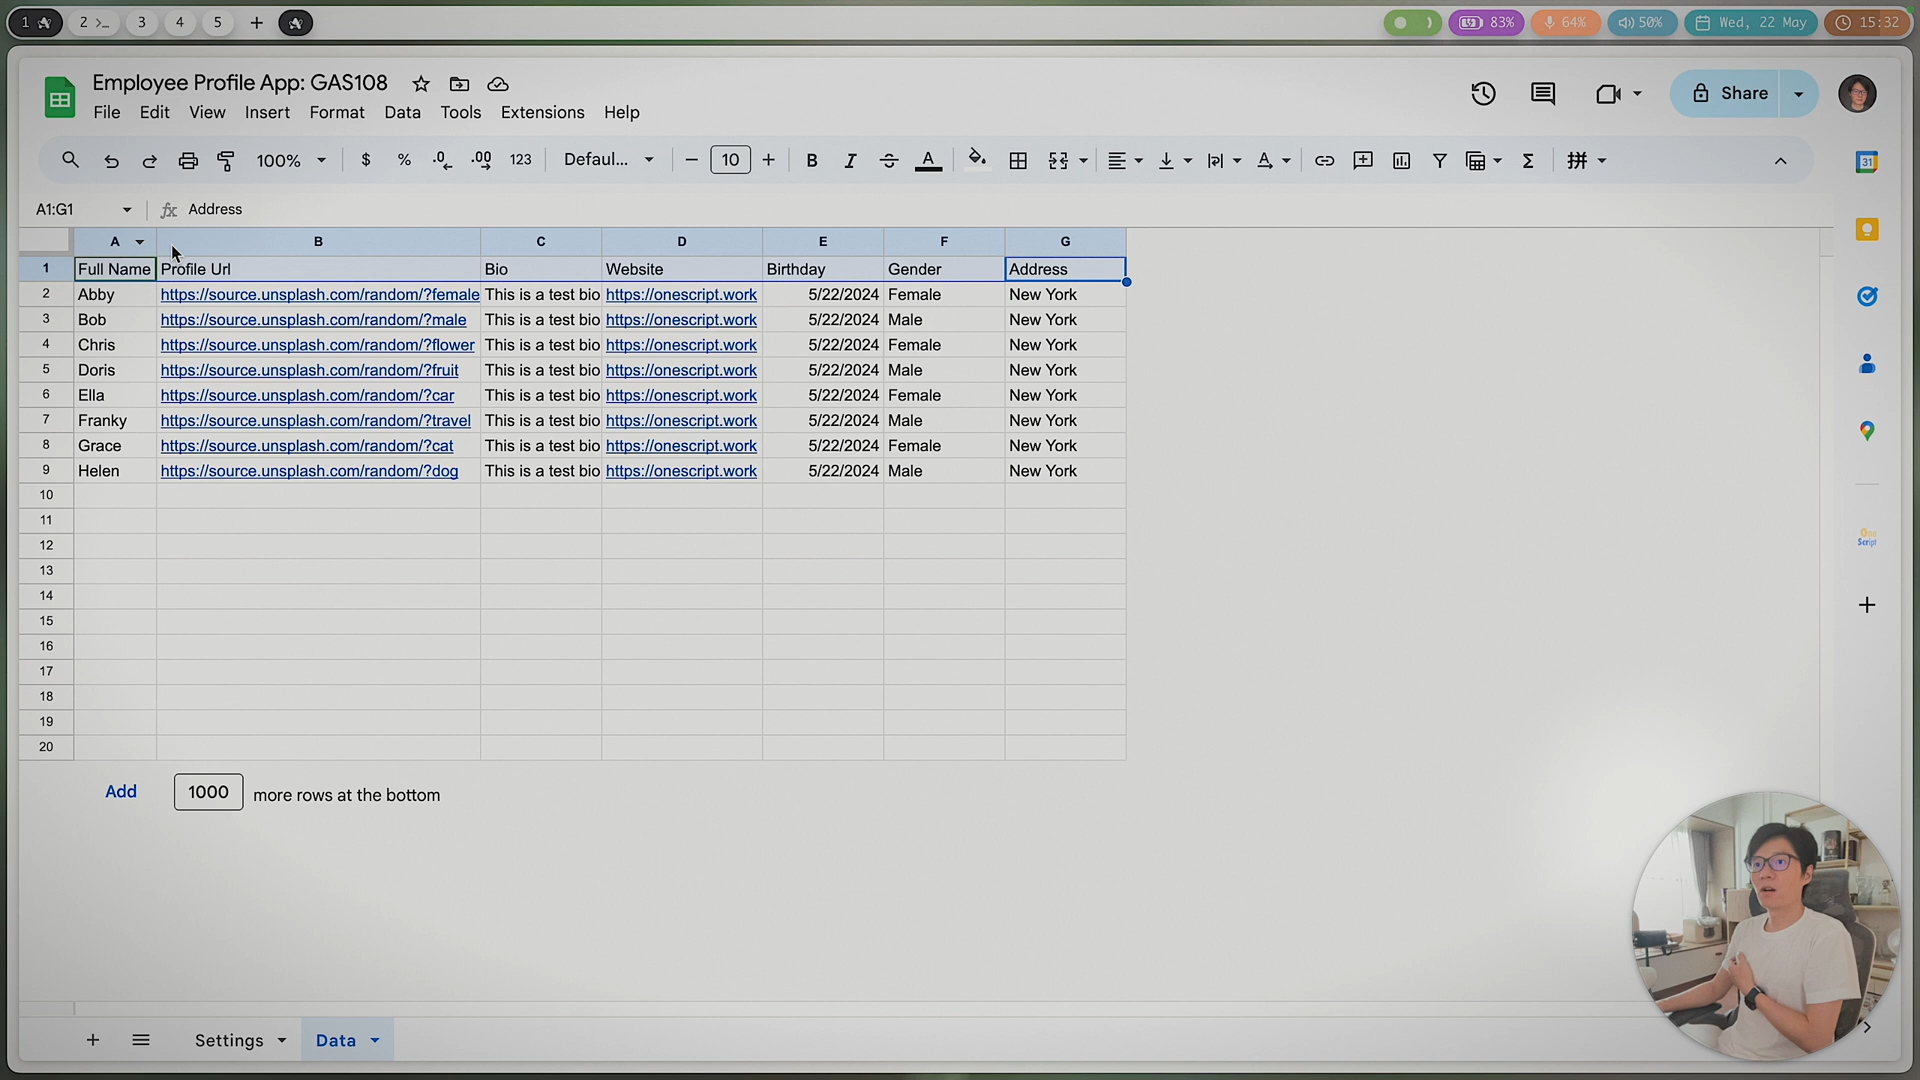 1 2 >_ 3 4 5 + 83% 64% 50% Wed, 22 May 15:32
Employee Profile App: GAS108
File Edit View Insert Format Data Tools Extensions Help
Share
100% $ % .0 .00 123 Defaul... − 10 + B I S A Σ 拼
31
A1:G1 fx Address
A B C D E F G
1 Full Name Profile Url Bio Website Birthday Gender Address
2 Abby https://source.unsplash.com/random/?female This is a test bio https://onescript.work 5/22/2024 Female New York
3 Bob https://source.unsplash.com/random/?male This is a test bio https://onescript.work 5/22/2024 Male New York
4 Chris https://source.unsplash.com/random/?flower This is a test bio https://onescript.work 5/22/2024 Female New York
5 Doris https://source.unsplash.com/random/?fruit This is a test bio https://onescript.work 5/22/2024 Male New York
6 Ella https://source.unsplash.com/random/?car This is a test bio https://onescript.work 5/22/2024 Female New York
7 Franky https://source.unsplash.com/random/?travel This is a test bio https://onescript.work 5/22/2024 Male New York
8 Grace https://source.unsplash.com/random/?cat This is a test bio https://onescript.work 5/22/2024 Female New York
9 Helen https://source.unsplash.com/random/?dog This is a test bio https://onescript.work 5/22/2024 Male New York
10
11
One
12
Script
13
14
15
16
17
18
19
20
Add 1000 more rows at the bottom
+ Settings Data